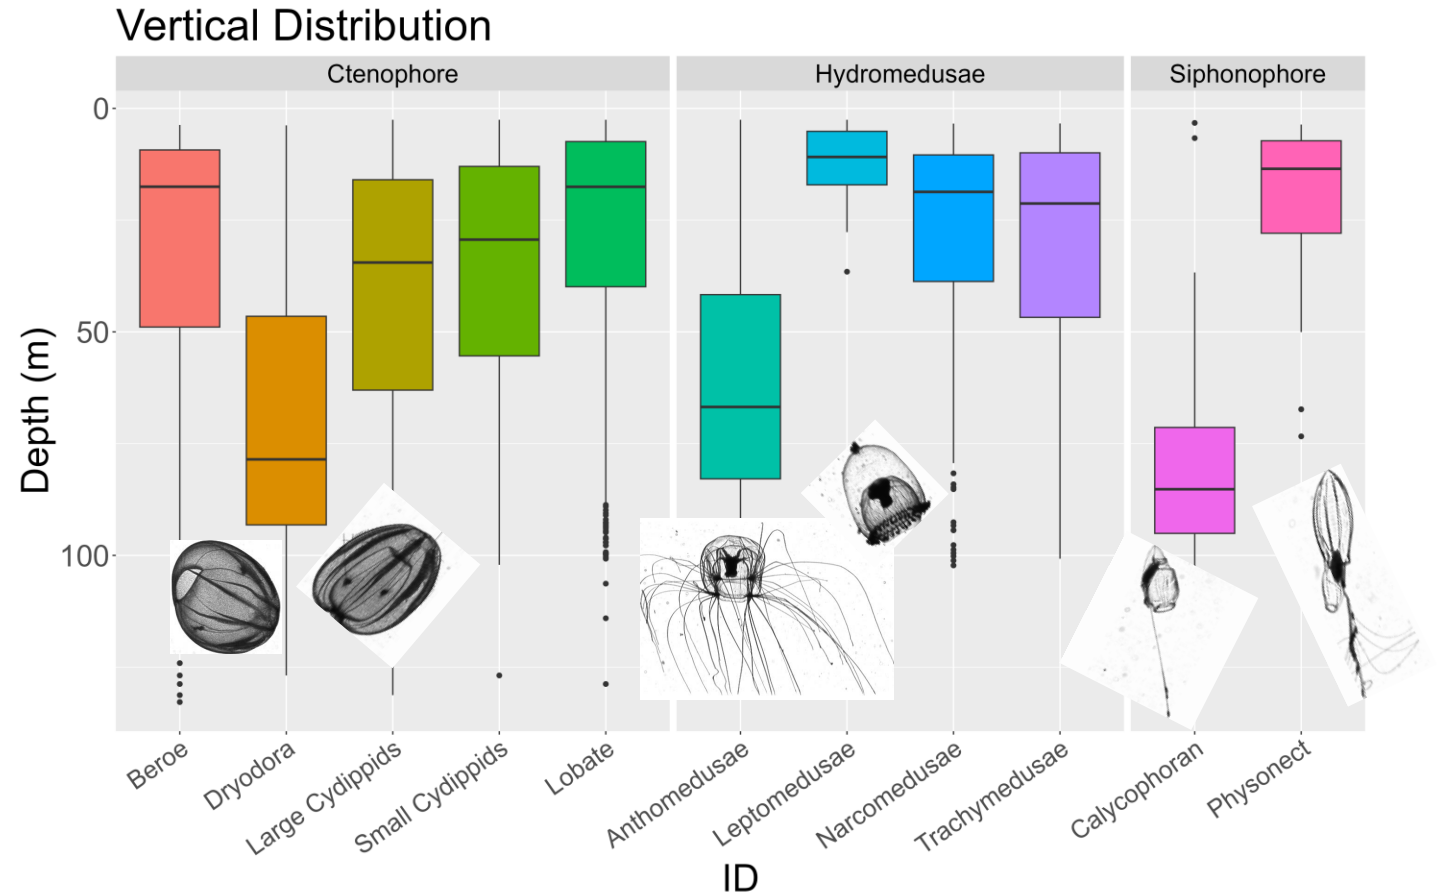 Vertical Distribution
Ctenophore
Hydromedusae
Siphonophore
Depth (m)
0
50
100
Beroe
Dryodora
Large Cydippids
Small Cydippids
Lobate
Anthomedusae
Leptomedusae
Narcomedusae
Trachymedusae
Calycophoran
Physonect
ID